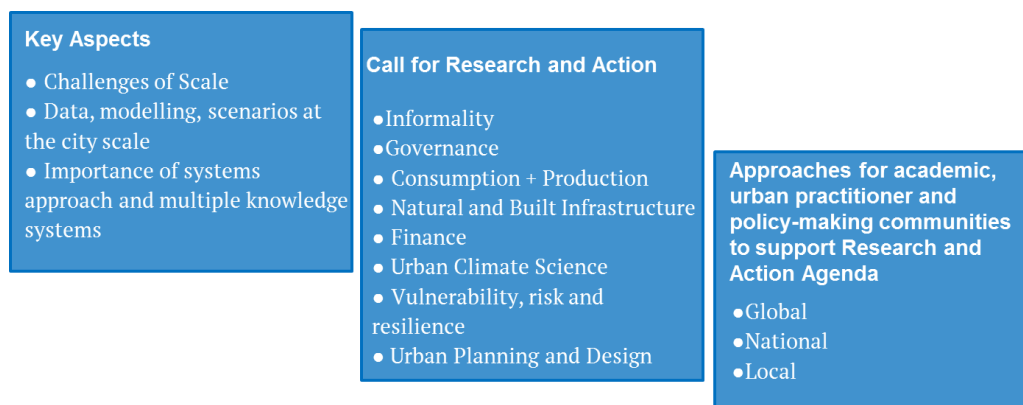 Key Aspects
● Challenges of Scale
● Data, modelling, scenarios at
the city scale
● Importance of systems
approach and multiple knowledge
systems
Call for Research and Action
●Informality
●Governance
● Consumption + Production
● Natural and Built Infrastructure
● Finance
● Urban Climate Science
● Vulnerability, risk and
resilience
● Urban Planning and Design
Approaches for academic,
urban practitioner and
policy-making communities
to support Research and
Action Agenda
●Global
●National
●Local